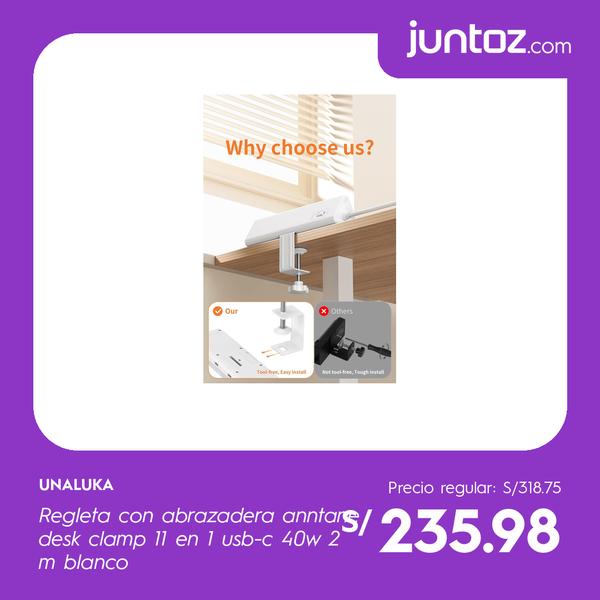 juntoz.com
Why choose us?
Our
Others
Tool-free, Easy Install
Not tool-free, Tough Install
UNALUKA
Precio regular: S/318.75
Regleta con abrazadera anntane
desk clamp 11 en 1 usb-c 40w 2
m blanco
S/ 235.98